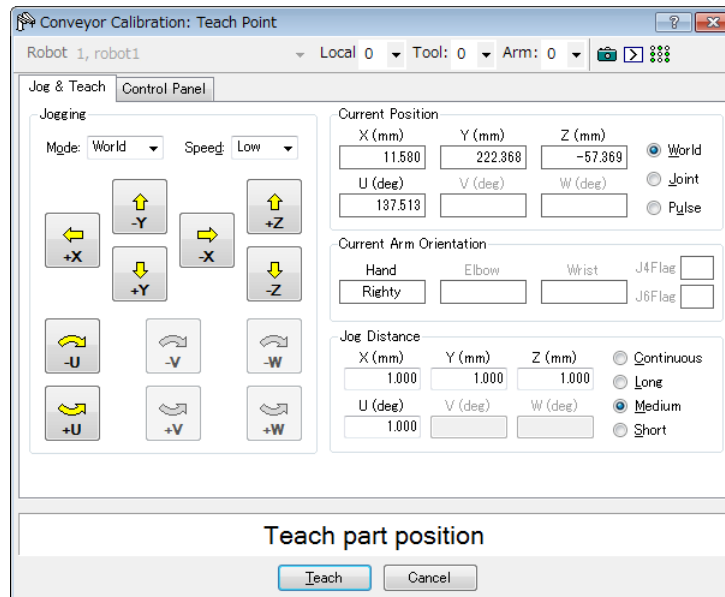 Conveyor Calibration: Teach Point
Robot 1, robot1 Local 0 Tool: 0 Arm: 0
Jog & Teach Control Panel
Jogging
Mode: World Speed: Low
-Y
+Z
+X
-X
+Y
-Z
-U -V -W
+U +V +W
Current Position
X (mm) Y (mm) Z (mm)
11.580 222.368 -57.369
U (deg) V (deg) W (deg)
137.513
World
Joint
Pulse
Current Arm Orientation
Hand Elbow Wrist J4Flag
Righty J6Flag
Jog Distance
X (mm) Y (mm) Z (mm)
1.000 1.000 1.000
U (deg) V (deg) W (deg)
1.000
Continuous
Long
Medium
Short
Teach part position
Teach Cancel